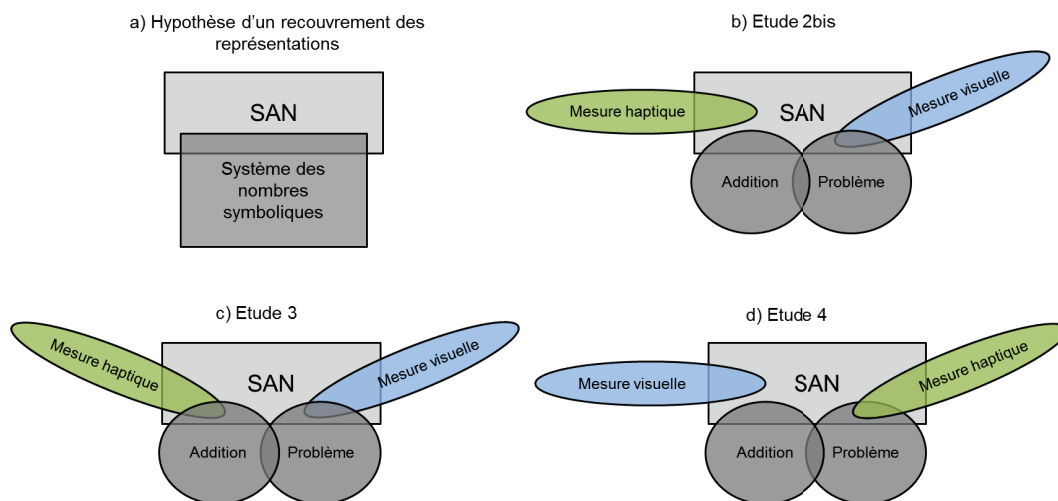 a) Hypothèse d'un recouvrement des
représentations
SAN
Système des
nombres
symboliques
b) Etude 2bis
Mesure haptique
SAN
Mesure visuelle
Addition
Problème
c) Etude 3
Mesure haptique
SAN
Mesure visuelle
Addition
Problème
d) Etude 4
Mesure visuelle
SAN
Mesure haptique
Addition
Problème